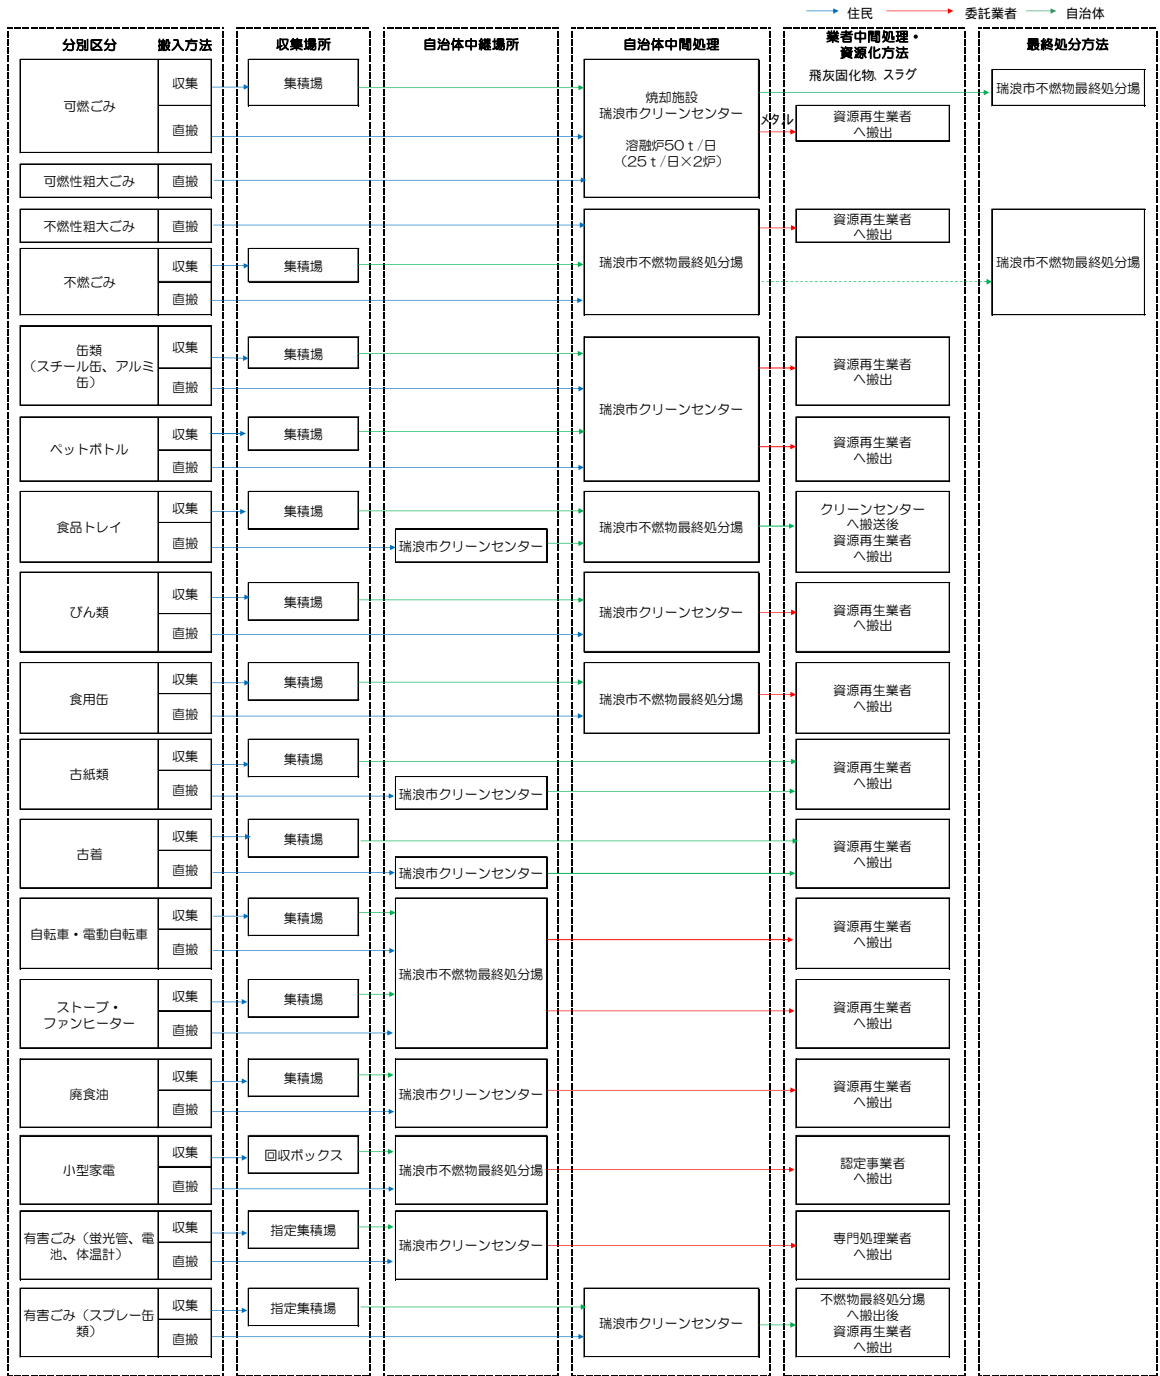 住民
委託業者
自治体
分別区分
搬入方法
収集場所
自治体中継場所
自治体中間処理
業者中間処理・
資源化方法
最終処分方法
可燃ごみ
収集
直搬
集積場
焼却施設
瑞浪市クリーンセンター
溶融炉50ｔ/日
（25ｔ/日×2炉）
飛灰固化物、スラグ
メタル
資源再生業者
へ搬出
瑞浪市不燃物最終処分場
可燃性粗大ごみ
直搬
不燃性粗大ごみ
直搬
資源再生業者
へ搬出
不燃ごみ
収集
直搬
集積場
瑞浪市不燃物最終処分場
瑞浪市不燃物最終処分場
缶類
（スチール缶、アルミ
缶）
収集
直搬
集積場
瑞浪市クリーンセンター
資源再生業者
へ搬出
ペットボトル
収集
直搬
集積場
資源再生業者
へ搬出
食品トレイ
収集
直搬
集積場
瑞浪市クリーンセンター
瑞浪市不燃物最終処分場
クリーンセンター
へ搬送後
資源再生業者
へ搬出
びん類
収集
直搬
集積場
瑞浪市クリーンセンター
資源再生業者
へ搬出
食用缶
収集
直搬
集積場
瑞浪市不燃物最終処分場
資源再生業者
へ搬出
古紙類
収集
直搬
集積場
瑞浪市クリーンセンター
資源再生業者
へ搬出
古着
収集
直搬
集積場
瑞浪市クリーンセンター
資源再生業者
へ搬出
自転車・電動自転車
収集
直搬
集積場
瑞浪市不燃物最終処分場
資源再生業者
へ搬出
ストーブ・
ファンヒーター
収集
直搬
集積場
資源再生業者
へ搬出
廃食油
収集
直搬
集積場
瑞浪市クリーンセンター
資源再生業者
へ搬出
小型家電
収集
直搬
回収ボックス
瑞浪市不燃物最終処分場
認定事業者
へ搬出
有害ごみ（蛍光管、電
池、体温計）
収集
直搬
指定集積場
瑞浪市クリーンセンター
専門処理業者
へ搬出
有害ごみ（スプレー缶
類）
収集
直搬
指定集積場
瑞浪市クリーンセンター
不燃物最終処分場
へ搬出後
資源再生業者
へ搬出